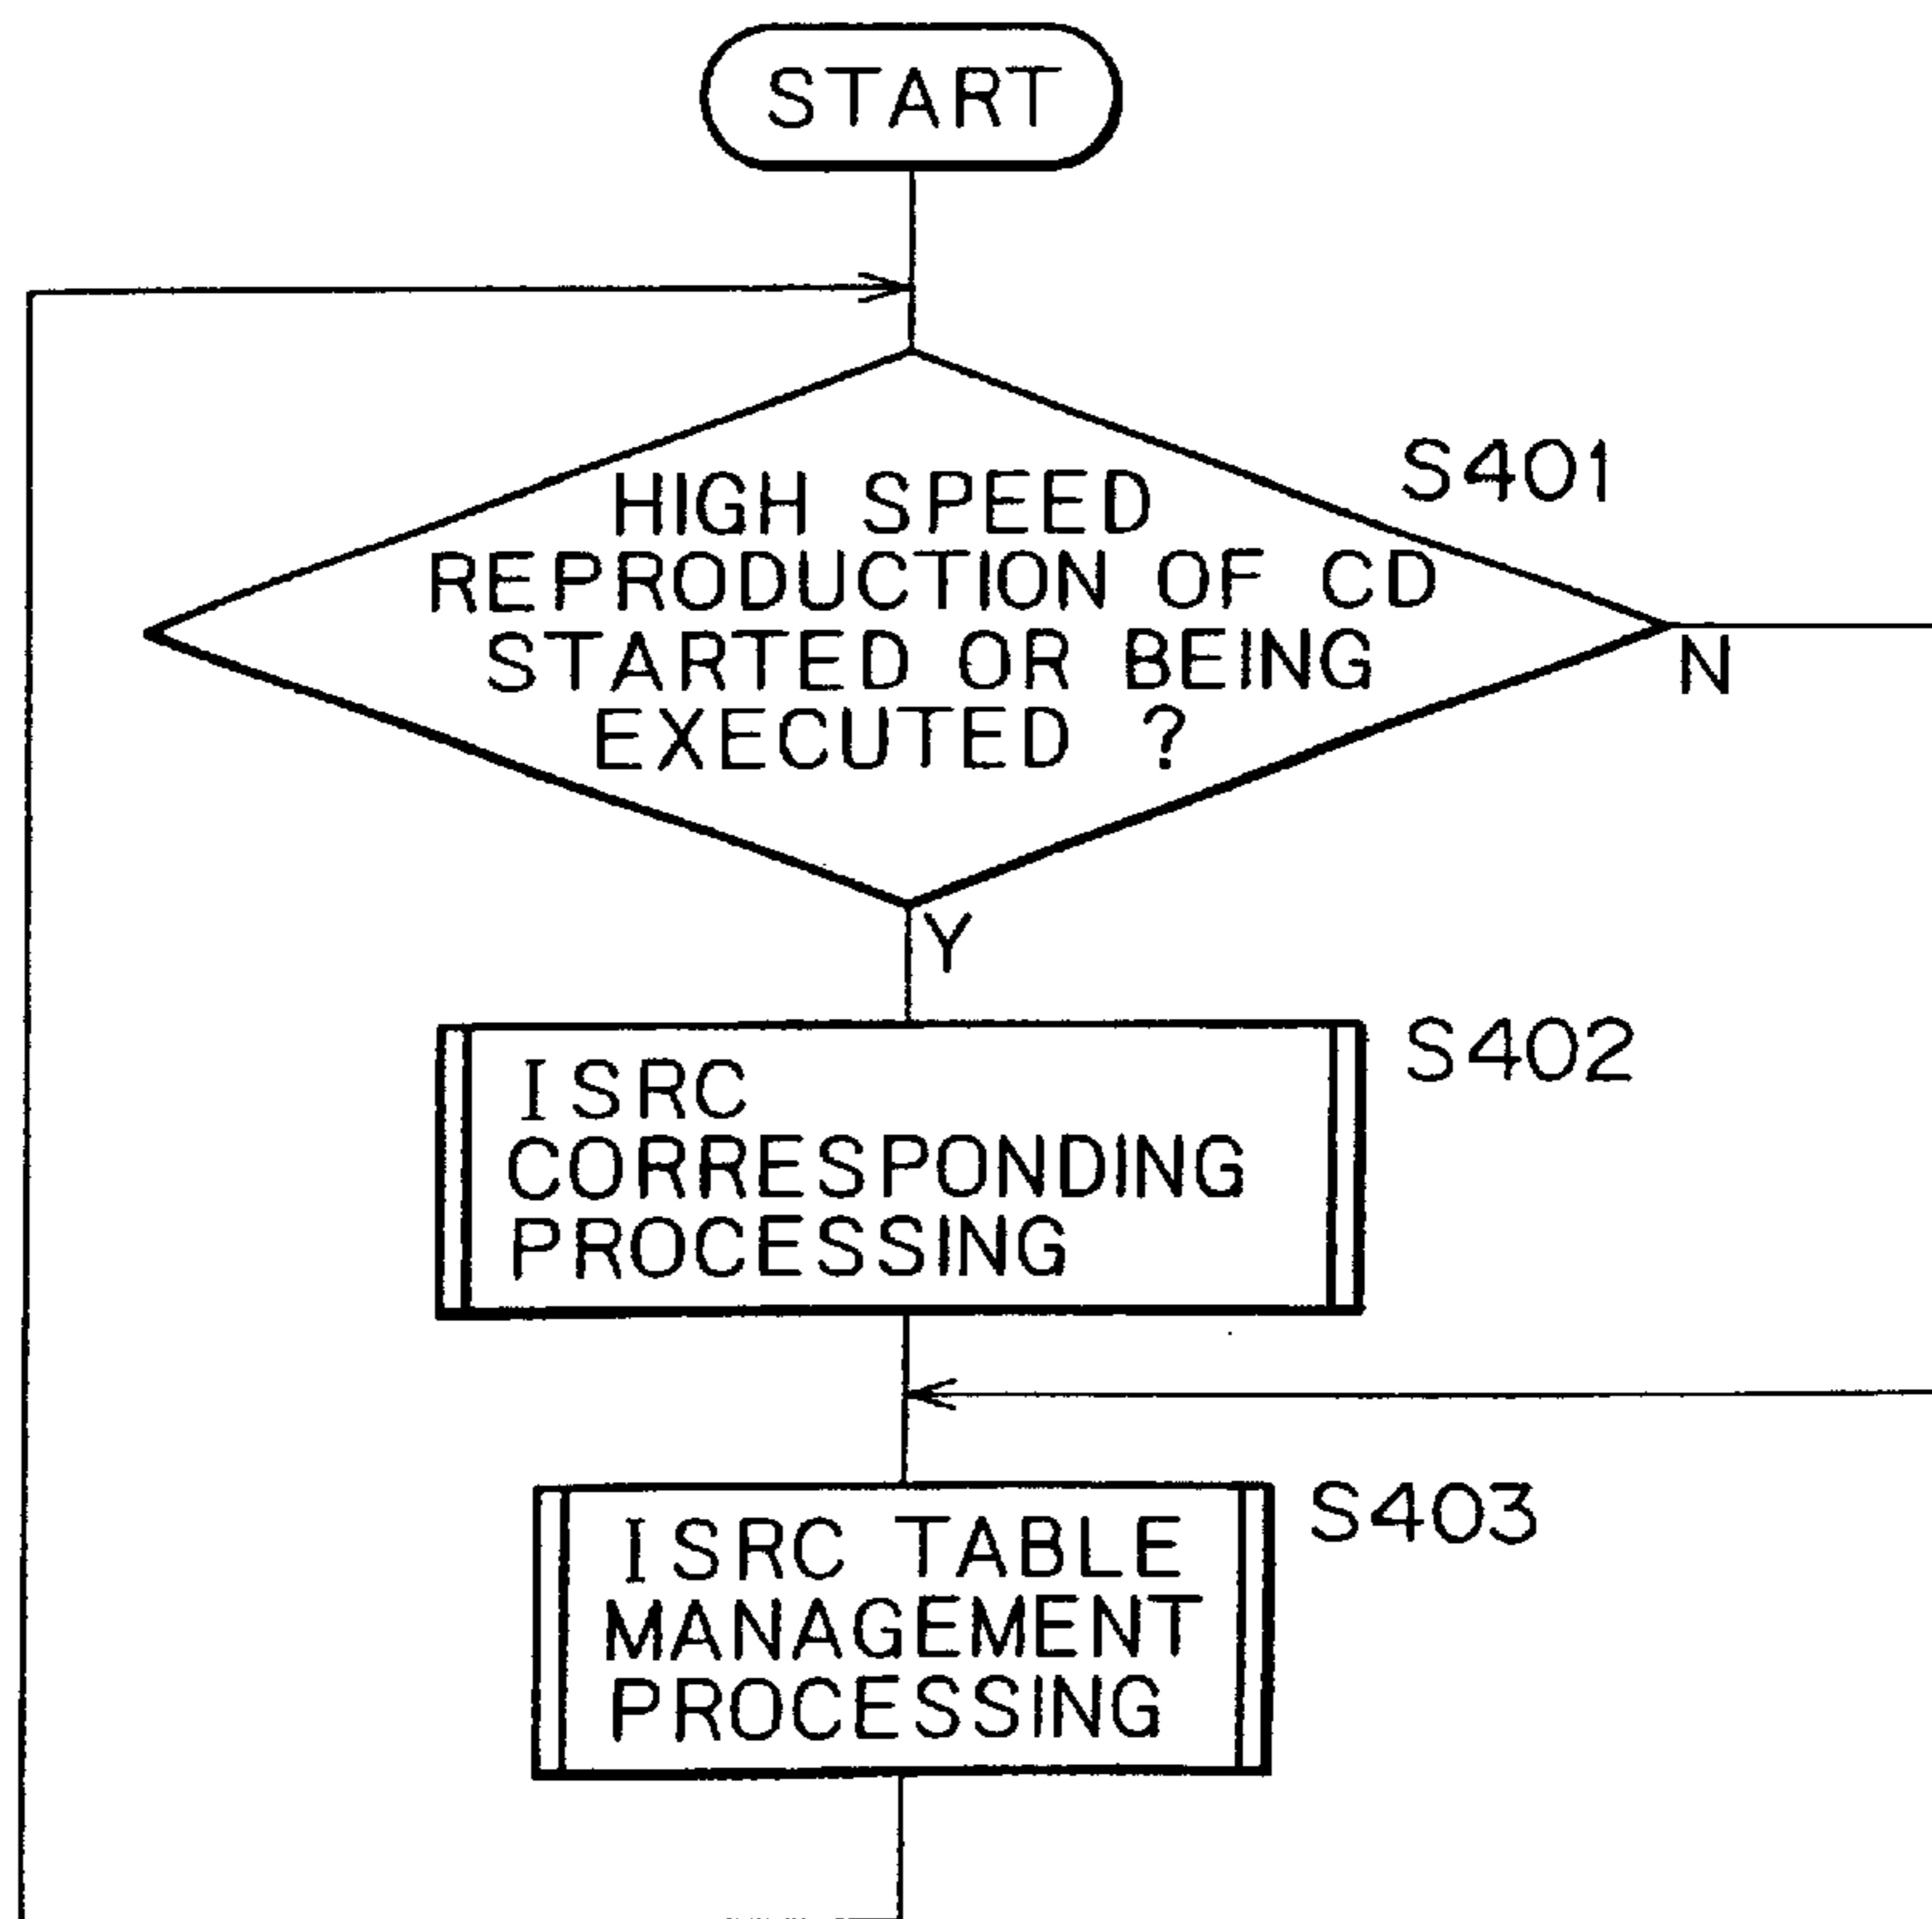 START
S401
HIGH SPEED
REPRODUCTION OF CD
STARTED OR BEING
EXECUTED ?
N
Y
S402
ISRC
CORRESPONDING
PROCESSING
S403
ISRC TABLE
MANAGEMENT
PROCESSING